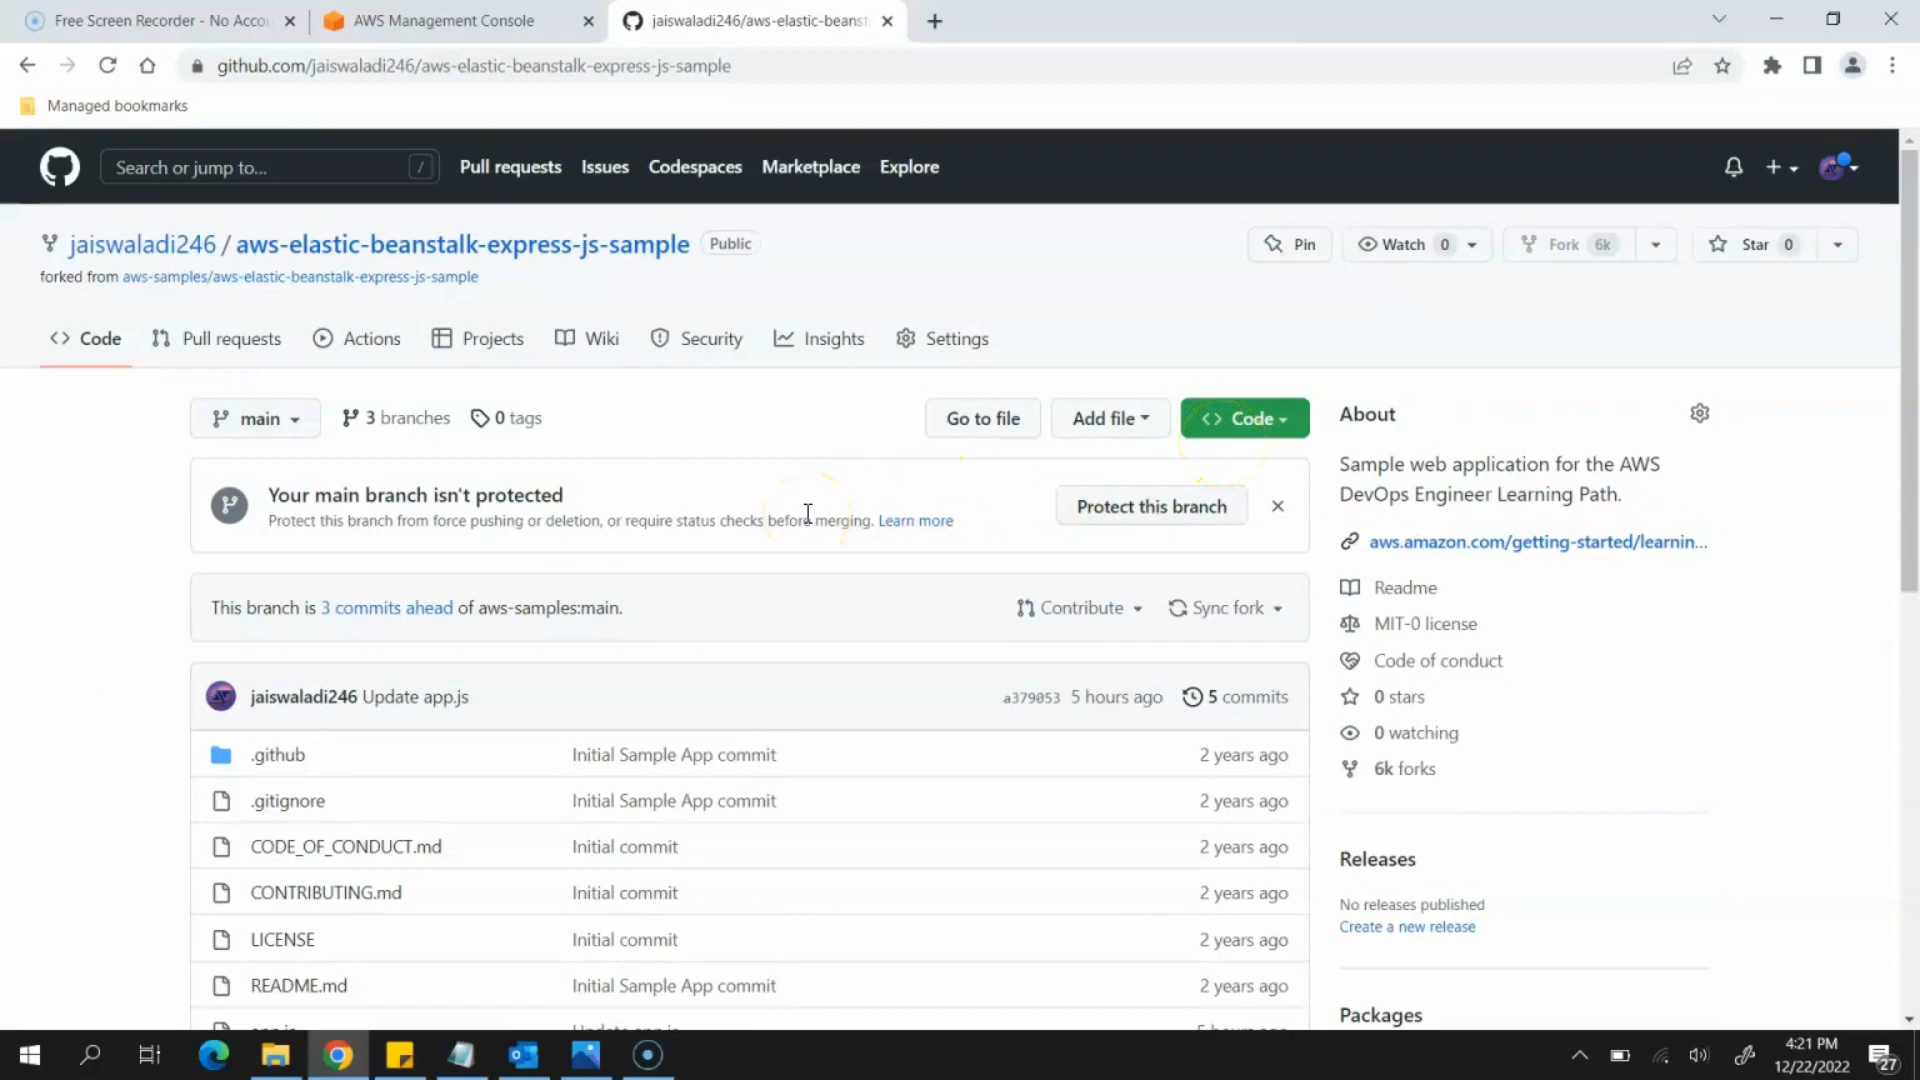 Free Screen Recorder - No Accou
AWS Management Console
jaiswaladi246/aws-elastic-beanst
github.com/jaiswaladi246/aws-elastic-beanstalk-express-js-sample
Managed bookmarks
Search or jump to... /
Pull requests Issues Codespaces Marketplace Explore
jaiswaladi246 / aws-elastic-beanstalk-express-js-sample Public
Pin Watch 0 Fork 6k Star 0
forked from aws-samples/aws-elastic-beanstalk-express-js-sample
Code Pull requests Actions Projects Wiki Security Insights Settings
main 3 branches 0 tags Go to file Add file Code
Your main branch isn't protected
Protect this branch from force pushing or deletion, or require status checks before merging. Learn more
Protect this branch
This branch is 3 commits ahead of aws-samples:main. Contribute Sync fork
jaiswaladi246 Update app.js a379053 5 hours ago 5 commits
.github Initial Sample App commit 2 years ago
.gitignore Initial Sample App commit 2 years ago
CODE_OF_CONDUCT.md Initial commit 2 years ago
CONTRIBUTING.md Initial commit 2 years ago
LICENSE Initial commit 2 years ago
README.md Initial Sample App commit 2 years ago
app.js Update app.js 5 hours ago
About
Sample web application for the AWS
DevOps Engineer Learning Path.
aws.amazon.com/getting-started/learnin...
Readme
MIT-0 license
Code of conduct
0 stars
0 watching
6k forks
Releases
No releases published
Create a new release
Packages
4:21 PM
12/22/2022
27